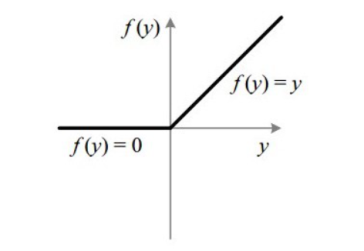 f(y)
f(y) = y
f(y) = 0
y